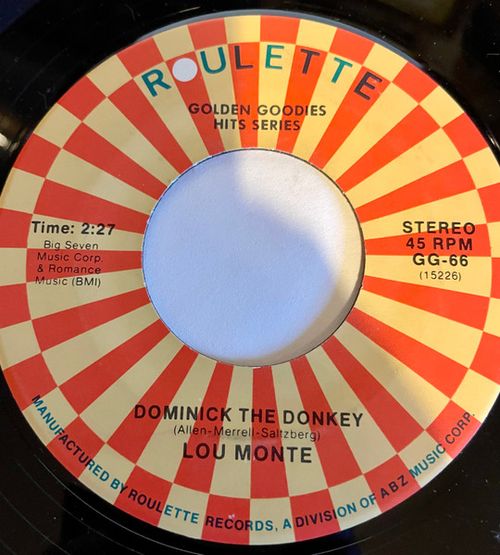 ROULETTE
GOLDEN GOODIES
HITS SERIES
Time: 2:27
Big Seven
Music Corp.
& Romance
Music (BMI)
STEREO
45 RPM
GG-66
(15226)
DOMINICK THE DONKEY
(Allen-Merrell-Saltzberg)
LOU MONTE
MANUFACTURED BY ROULETTE RECORDS, A DIVISION OF ABZ MUSIC CORP.